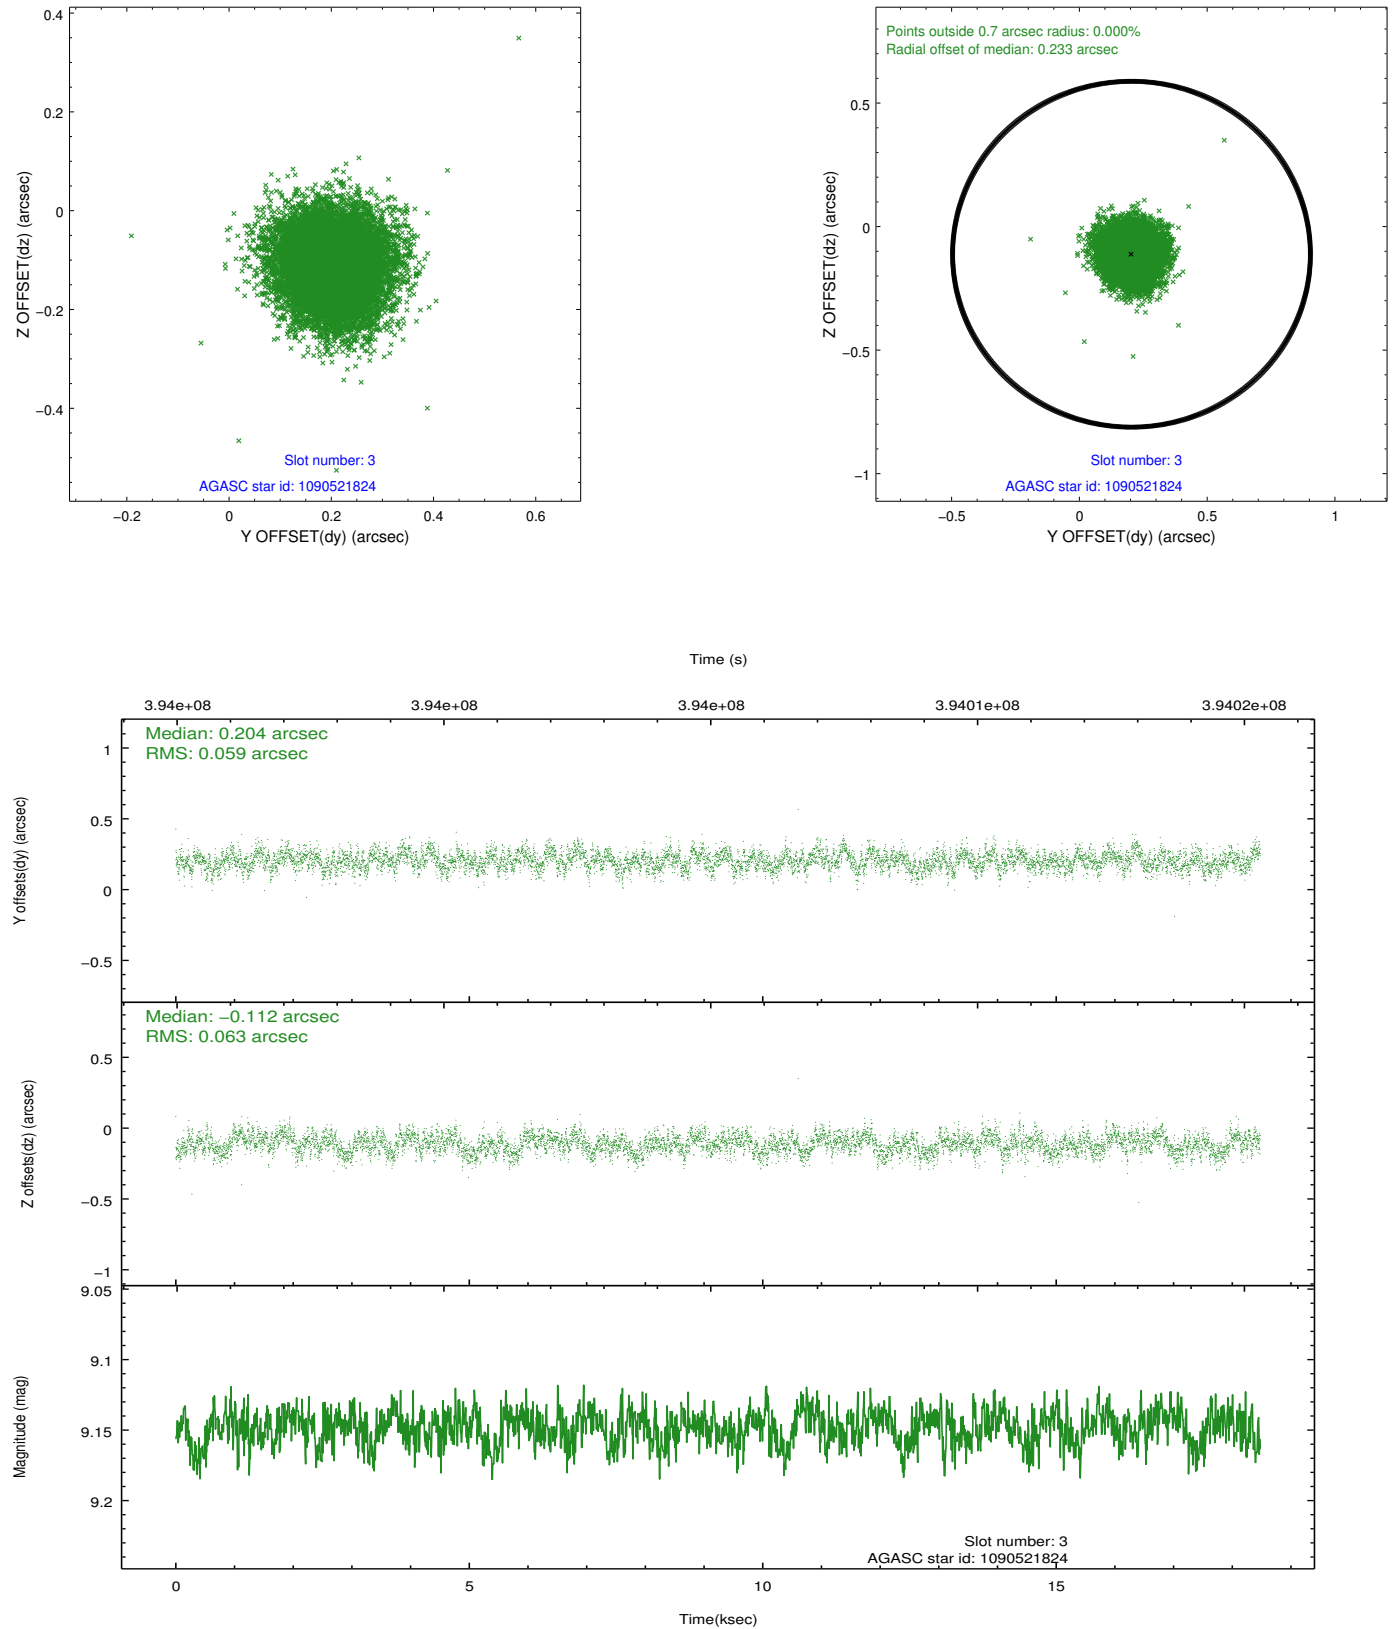 0.4
0.2
0
−0.2
−0.4
Z OFFSET(dz) (arcsec)
Slot number: 3
AGASC star id: 1090521824
−0.2
0
0.2
0.4
0.6
Y OFFSET(dy) (arcsec)
Points outside 0.7 arcsec radius: 0.000%
Radial offset of median: 0.233 arcsec
0.5
0
−0.5
−1
Z OFFSET(dz) (arcsec)
Slot number: 3
AGASC star id: 1090521824
−0.5
0
0.5
1
Y OFFSET(dy) (arcsec)
Time (s)
3.94e+08
3.94e+08
3.94e+08
3.9401e+08
3.9402e+08
Median: 0.204 arcsec
RMS: 0.059 arcsec
1
0.5
0
−0.5
Y offsets(dy) (arcsec)
Median: −0.112 arcsec
RMS: 0.063 arcsec
0.5
0
−0.5
−1
Z offsets(dz) (arcsec)
9.05
9.1
9.15
9.2
Magnitude (mag)
Slot number: 3
AGASC star id: 1090521824
0
5
10
15
Time(ksec)